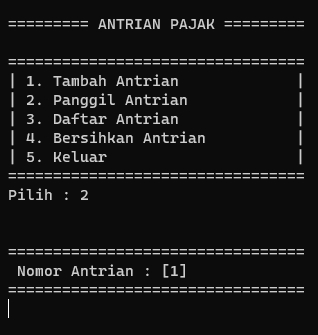 ========= ANTRIAN PAJAK =========
=================================
| 1. Tambah Antrian             |
| 2. Panggil Antrian            |
| 3. Daftar Antrian             |
| 4. Bersihkan Antrian          |
| 5. Keluar                     |
=================================
Pilih : 2
=================================
 Nomor Antrian : [1]
=================================